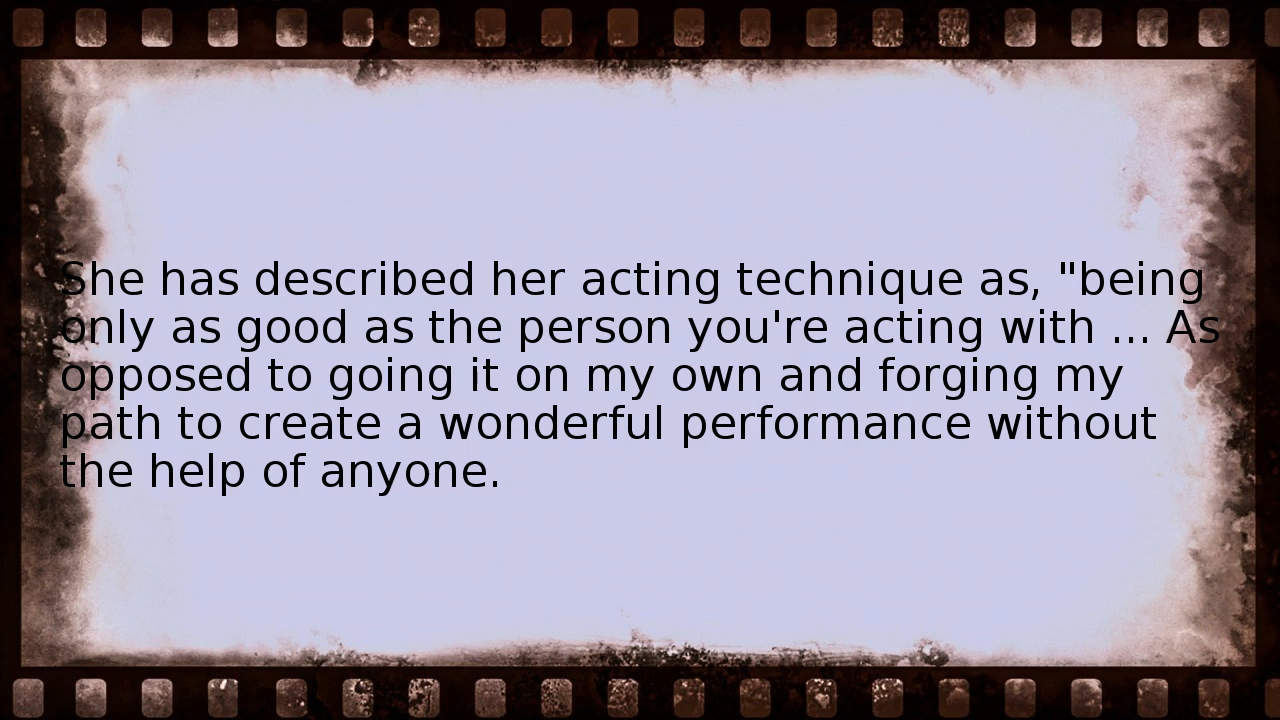 She has described her acting technique as, "being
only as good as the person you're acting with ... As
opposed to going it on my own and forging my
path to create a wonderful performance without
the help of anyone.